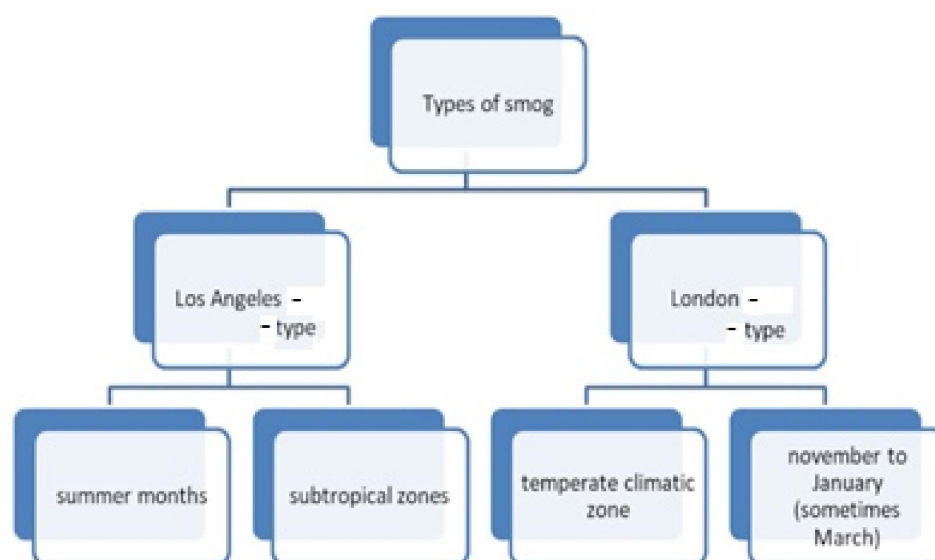 Types of smog
Los Angeles -
- type
London -
- type
summer months
subtropical zones
temperate climatic
zone
november to
January
(sometimes
March)